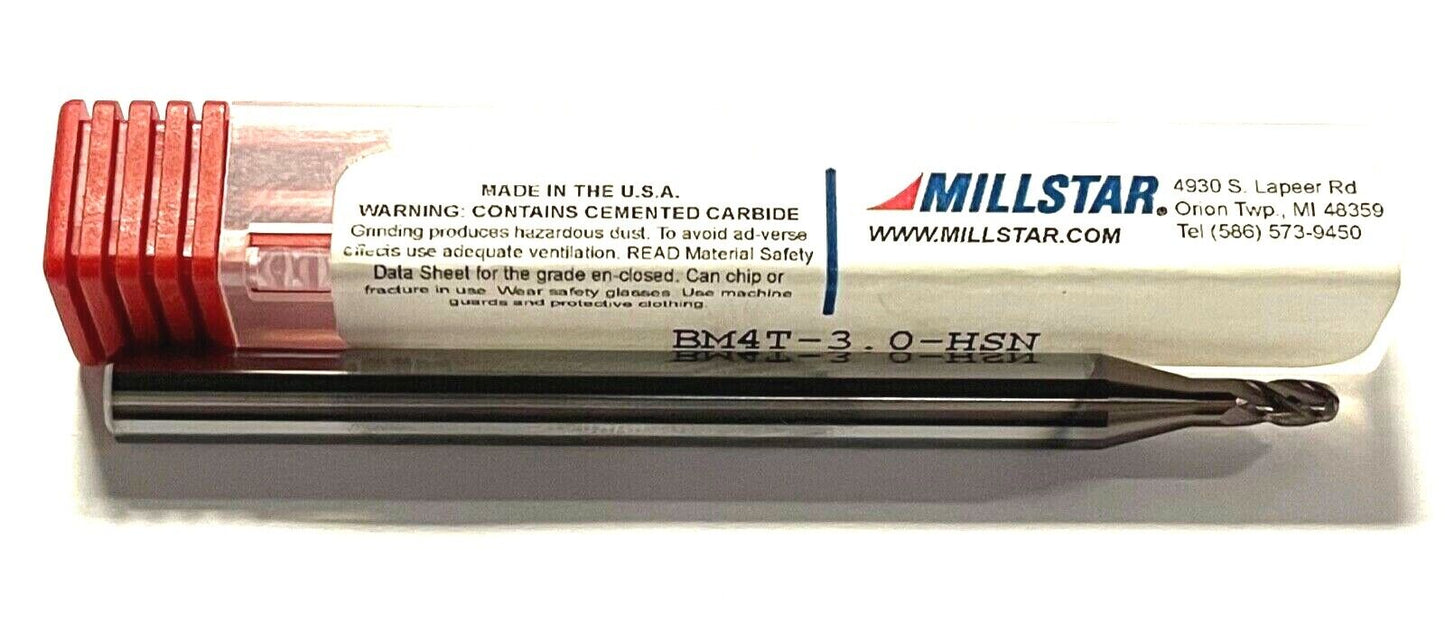 MADE IN THE U.S.A.
WARNING: CONTAINS CEMENTED CARBIDE
Grinding produces hazardous dust. To avoid ad-verse
effects use adequate ventilation. READ Material Safety
Data Sheet for the grade en-closed. Can chip or
fracture in use. Wear safety glasses. Use machine
guards and protective clothing.
MILLSTAR
WWW.MILLSTAR.COM
4930 S. Lapeer Rd
Orion Twp., MI 48359
Tel (586) 573-9450
BM4T-3.0-HSN